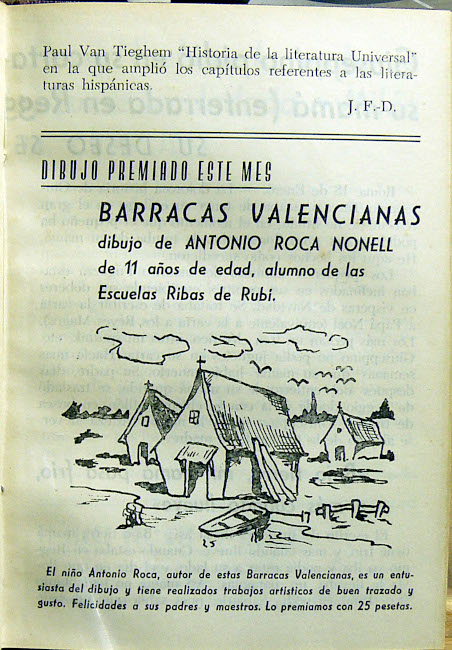 Paul Van Tieghem "Historia de la literatura Universal"
en la que amplió los capítulos referentes a las litera-
turas hispánicas.
J. F.-D.
DIBUJO PREMIADO ESTE MES
BARRACAS VALENCIANAS
dibujo de ANTONIO ROCA NONELL
de 11 años de edad, alumno de las
Escuelas Ribas de Rubí.
25
El niño Antonio Roca, autor de estas Barracas Valencianas, es un entu-
siasta del dibujo y tiene realizados trabajos artísticos de buen trazado y
gusto. Felicidades a sus padres y maestros. Lo premiamos con 25 pesetas.